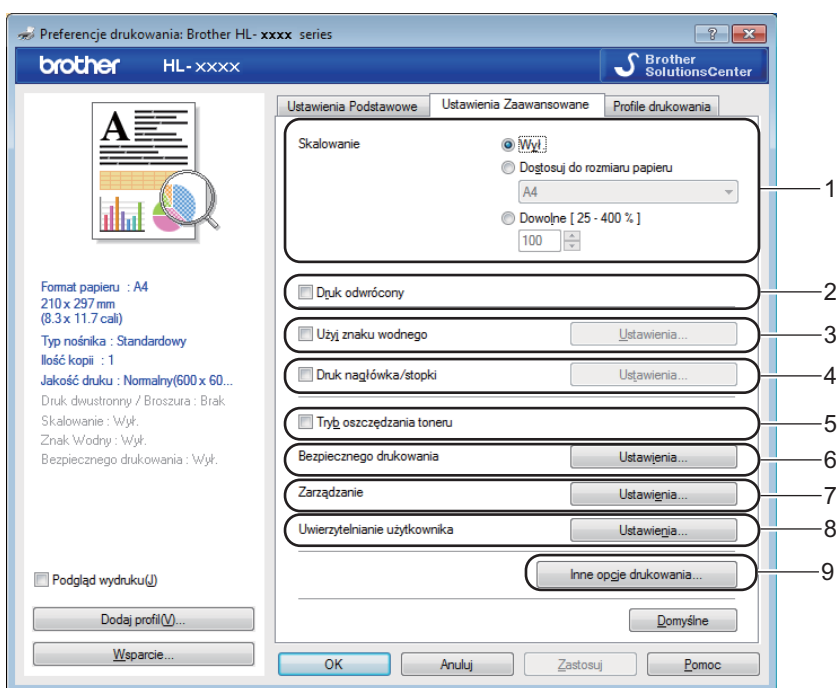 Preferencje drukowania: Brother HL- xxxx series
brother HL-xxxx
Brother
SolutionsCenter
A
Format papieru : A4
210 x 297 mm
(8.3 x 11.7 cali)
Typ nośnika : Standardowy
Ilość kopii : 1
Jakość druku : Normalny(600 x 60...
Druk dwustronny / Broszura : Brak
Skalowanie : Wył.
Znak Wodny : Wył.
Bezpiecznego drukowania : Wył.
Podgląd wydruku(J)
Dodaj profil(V)...
Wsparcie...
Ustawienia Podstawowe
Ustawienia Zaawansowane
Profile drukowania
Skalowanie
Wył.
Dostosuj do rozmiaru papieru
A4
Dowolne [ 25 - 400 % ]
100
1
Druk odwrócony
2
Użyj znaku wodnego Ustawienia...
3
Druk nagłówka/stopki Ustawienia...
4
Tryb oszczędzania toneru
5
Bezpiecznego drukowania Ustawienia...
6
Zarządzanie Ustawienia...
7
Uwierzytelnianie użytkownika Ustawienia...
8
Inne opcje drukowania...
9
Domyślne
OK
Anuluj
Zastosuj
Pomoc